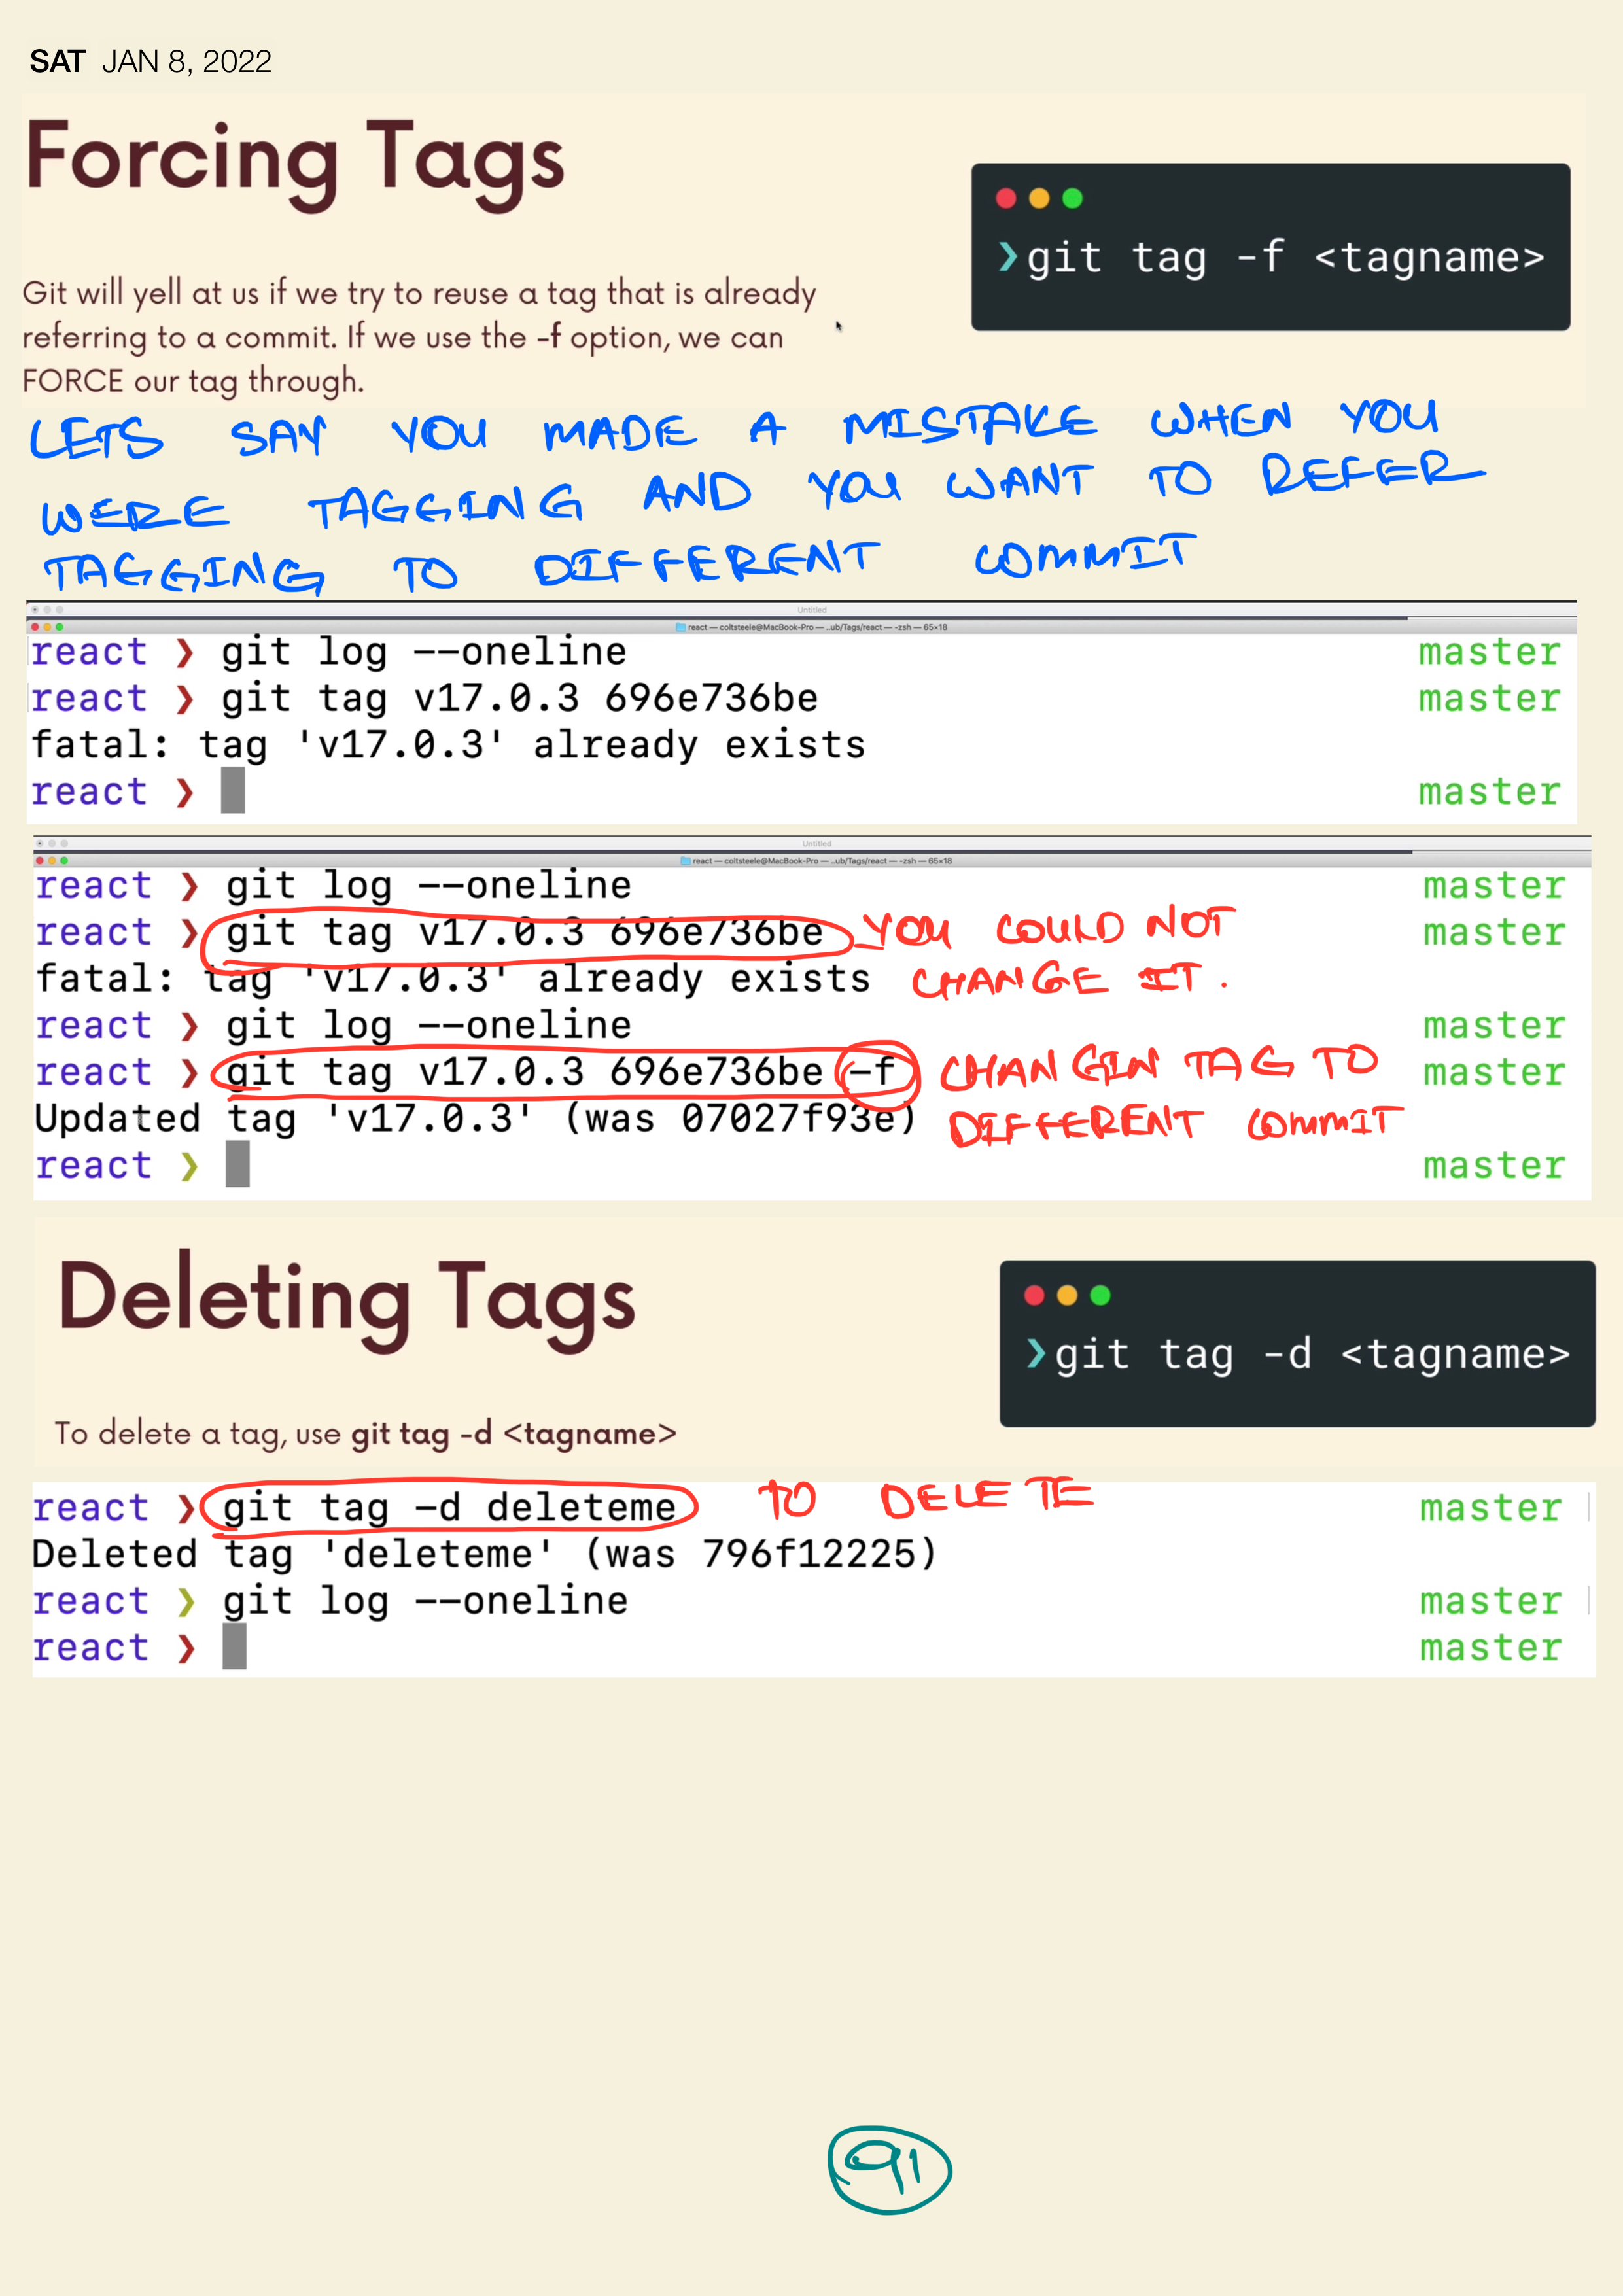 SAT JAN 8, 2022
Forcing Tags
❯git tag -f <tagname>
Git will yell at us if we try to reuse a tag that is already
referring to a commit. If we use the -f option, we can
FORCE our tag through.
LETS SAY YOU MADE A MISTAKE WHEN YOU
WERE TAGGING AND YOU WANT TO REFER
TAGGING TO DIFFERENT COMMIT
Untitled
react — coltsteele@MacBook-Pro — ..ub/Tags/react — -zsh — 65×18
react ❯ git log --oneline master
react ❯ git tag v17.0.3 696e736be master
fatal: tag 'v17.0.3' already exists
react ❯ master
Untitled
react — coltsteele@MacBook-Pro — ..ub/Tags/react — -zsh — 65×18
react ❯ git log --oneline master
react ❯ git tag v17.0.3 696e736be YOU COULD NOT master
fatal: tag 'v17.0.3' already exists CHANGE IT.
react ❯ git log --oneline master
react ❯ git tag v17.0.3 696e736be -f CHANGIN TAG TO master
Updated tag 'v17.0.3' (was 07027f93e) DIFFERENT COMMIT
react ❯ master
Deleting Tags
❯git tag -d <tagname>
To delete a tag, use git tag -d <tagname>
react ❯ git tag -d deleteme TO DELETE master
Deleted tag 'deleteme' (was 796f12225)
react ❯ git log --oneline master
react ❯ master
91